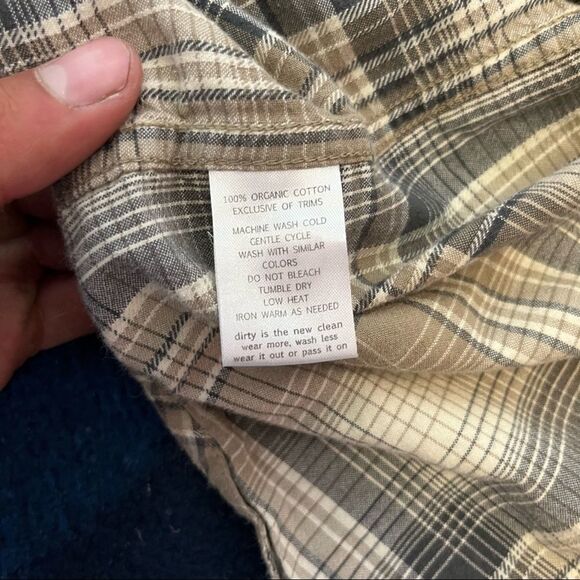 100% ORGANIC COTTON
EXCLUSIVE OF TRIMS
MACHINE WASH COLD
GENTLE CYCLE
WASH WITH SIMILAR
COLORS
DO NOT BLEACH
TUMBLE DRY
LOW HEAT
IRON WARM AS NEEDED
dirty is the new clean
wear more, wash less
wear it out or pass it on